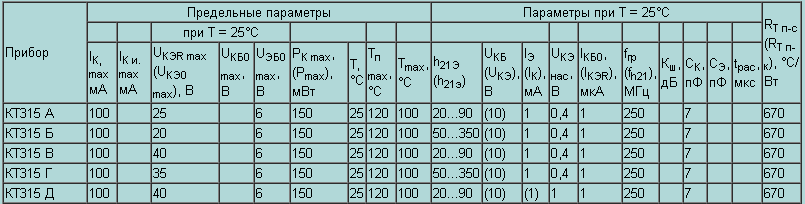 Прибор Предельные параметры Параметры при T = 25°C RТ п-с (RТ п-к), °C/Вт
при T = 25°C
IК, max мА IК и. max мА UКЭR max (UКЭ0 max), В UКБ0 max, В UЭБ0 max, В PК max, (Pmax), мВт T, °C Tп max, °C Tmax, °C h21Э (h21э) UКБ (UКЭ), В IЭ (IК), мА UКЭ нас, В IКБ0, (IКЭR), мкА fгр (fh21), МГц Кш, дБ CК, пФ CЭ, пФ tрас, мкс
КТ315 А 100 25 6 150 25 120 100 20...90 (10) 1 0,4 1 250 7 670
КТ315 Б 100 20 6 150 25 120 100 50...350 (10) 1 0,4 1 250 7 670
КТ315 В 100 40 6 150 25 120 100 20...90 (10) 1 0,4 1 250 7 670
КТ315 Г 100 35 6 150 25 120 100 50...350 (10) 1 0,4 1 250 7 670
КТ315 Д 100 40 6 150 25 120 100 20...90 (10) (1) 1 1 250 7 670